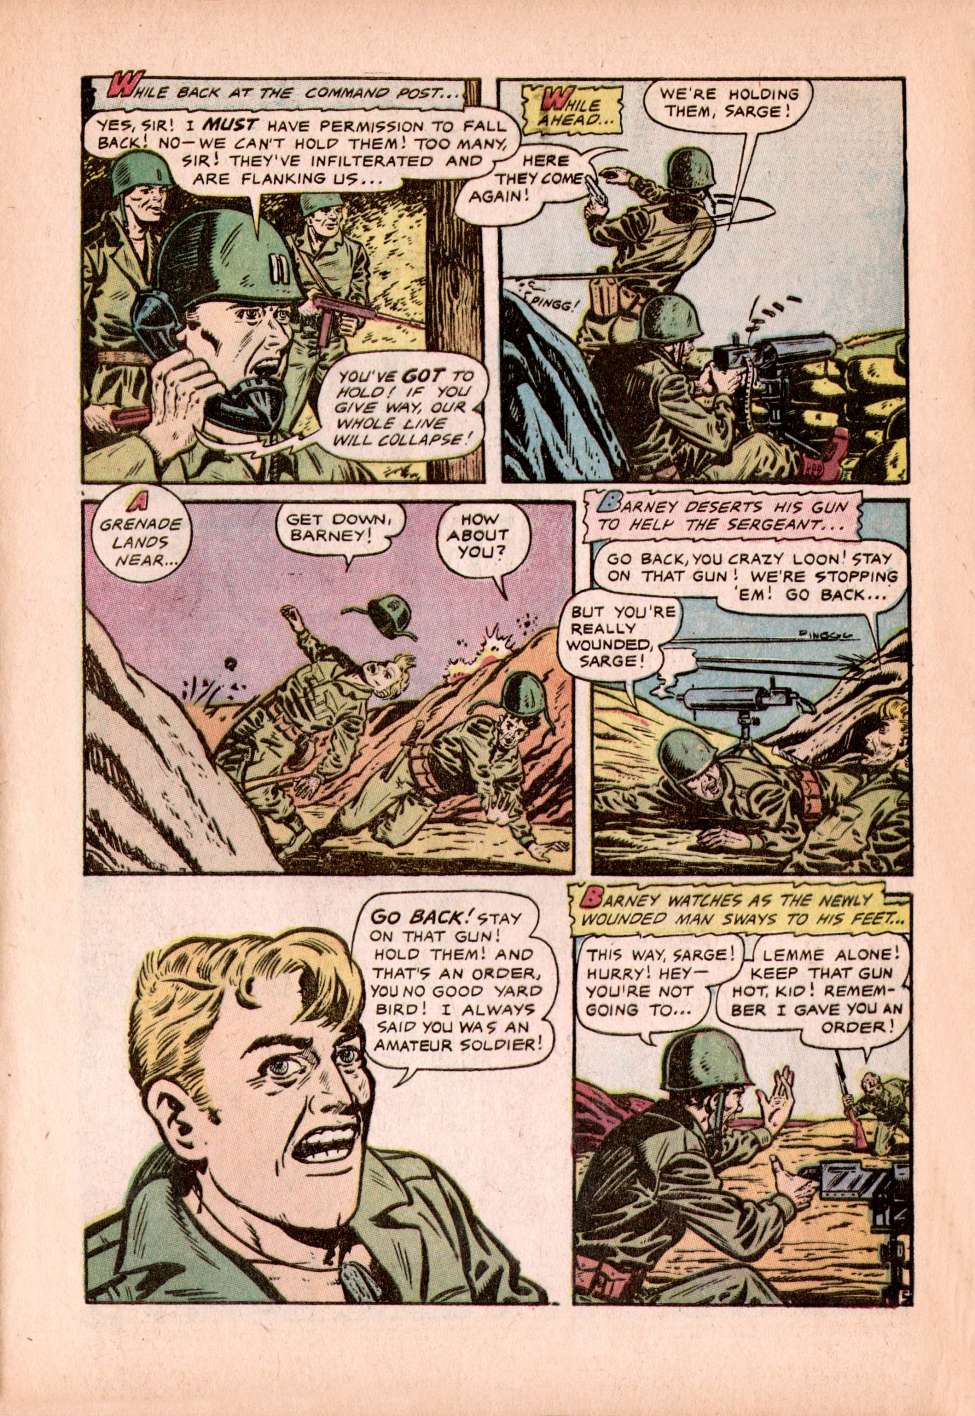 WHILE BACK AT THE COMMAND POST...
YES, SIR! I MUST HAVE PERMISSION TO FALL
BACK! NO—WE CAN'T HOLD THEM! TOO MANY,
SIR! THEY'VE INFILTERATED AND
ARE FLANKING US...
YOU'VE GOT TO
HOLD! IF YOU
GIVE WAY, OUR
WHOLE LINE
WILL COLLAPSE!
WHILE
AHEAD...
WE'RE HOLDING
THEM, SARGE!
HERE
THEY COME
AGAIN!
SPINGG!
A
GRENADE
LANDS
NEAR...
GET DOWN,
BARNEY!
HOW
ABOUT
YOU?
BARNEY DESERTS HIS GUN
TO HELP THE SERGEANT...
GO BACK, YOU CRAZY LOON! STAY
ON THAT GUN! WE'RE STOPPING
'EM! GO BACK...
BUT YOU'RE
REALLY
WOUNDED,
SARGE!
PINGGG
GO BACK! STAY
ON THAT GUN!
HOLD THEM! AND
THAT'S AN ORDER,
YOU NO GOOD YARD
BIRD! I ALWAYS
SAID YOU WAS AN
AMATEUR SOLDIER!
BARNEY WATCHES AS THE NEWLY
WOUNDED MAN SWAYS TO HIS FEET...
THIS WAY, SARGE!
HURRY! HEY—
YOU'RE NOT
GOING TO...
LEMME ALONE!
KEEP THAT GUN
HOT, KID! REMEM-
BER I GAVE YOU AN
ORDER!